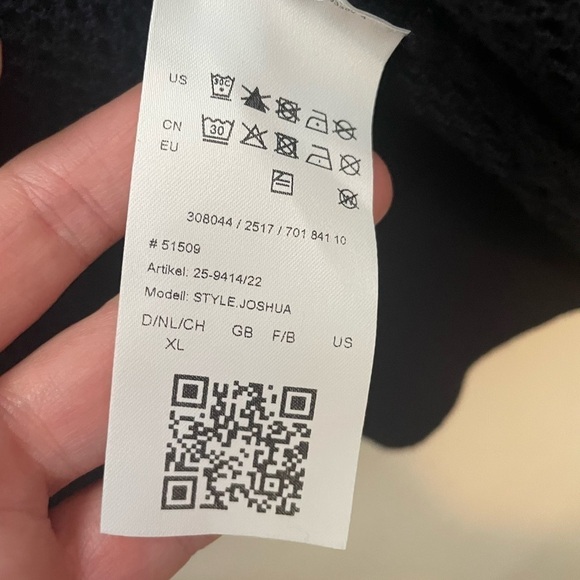 US
30°C
CN
EU
30
W
308044 / 2517 / 701 841 10
# 51509
Artikel: 25-9414/22
Modell: STYLE.JOSHUA
D/NL/CH GB F/B US
XL